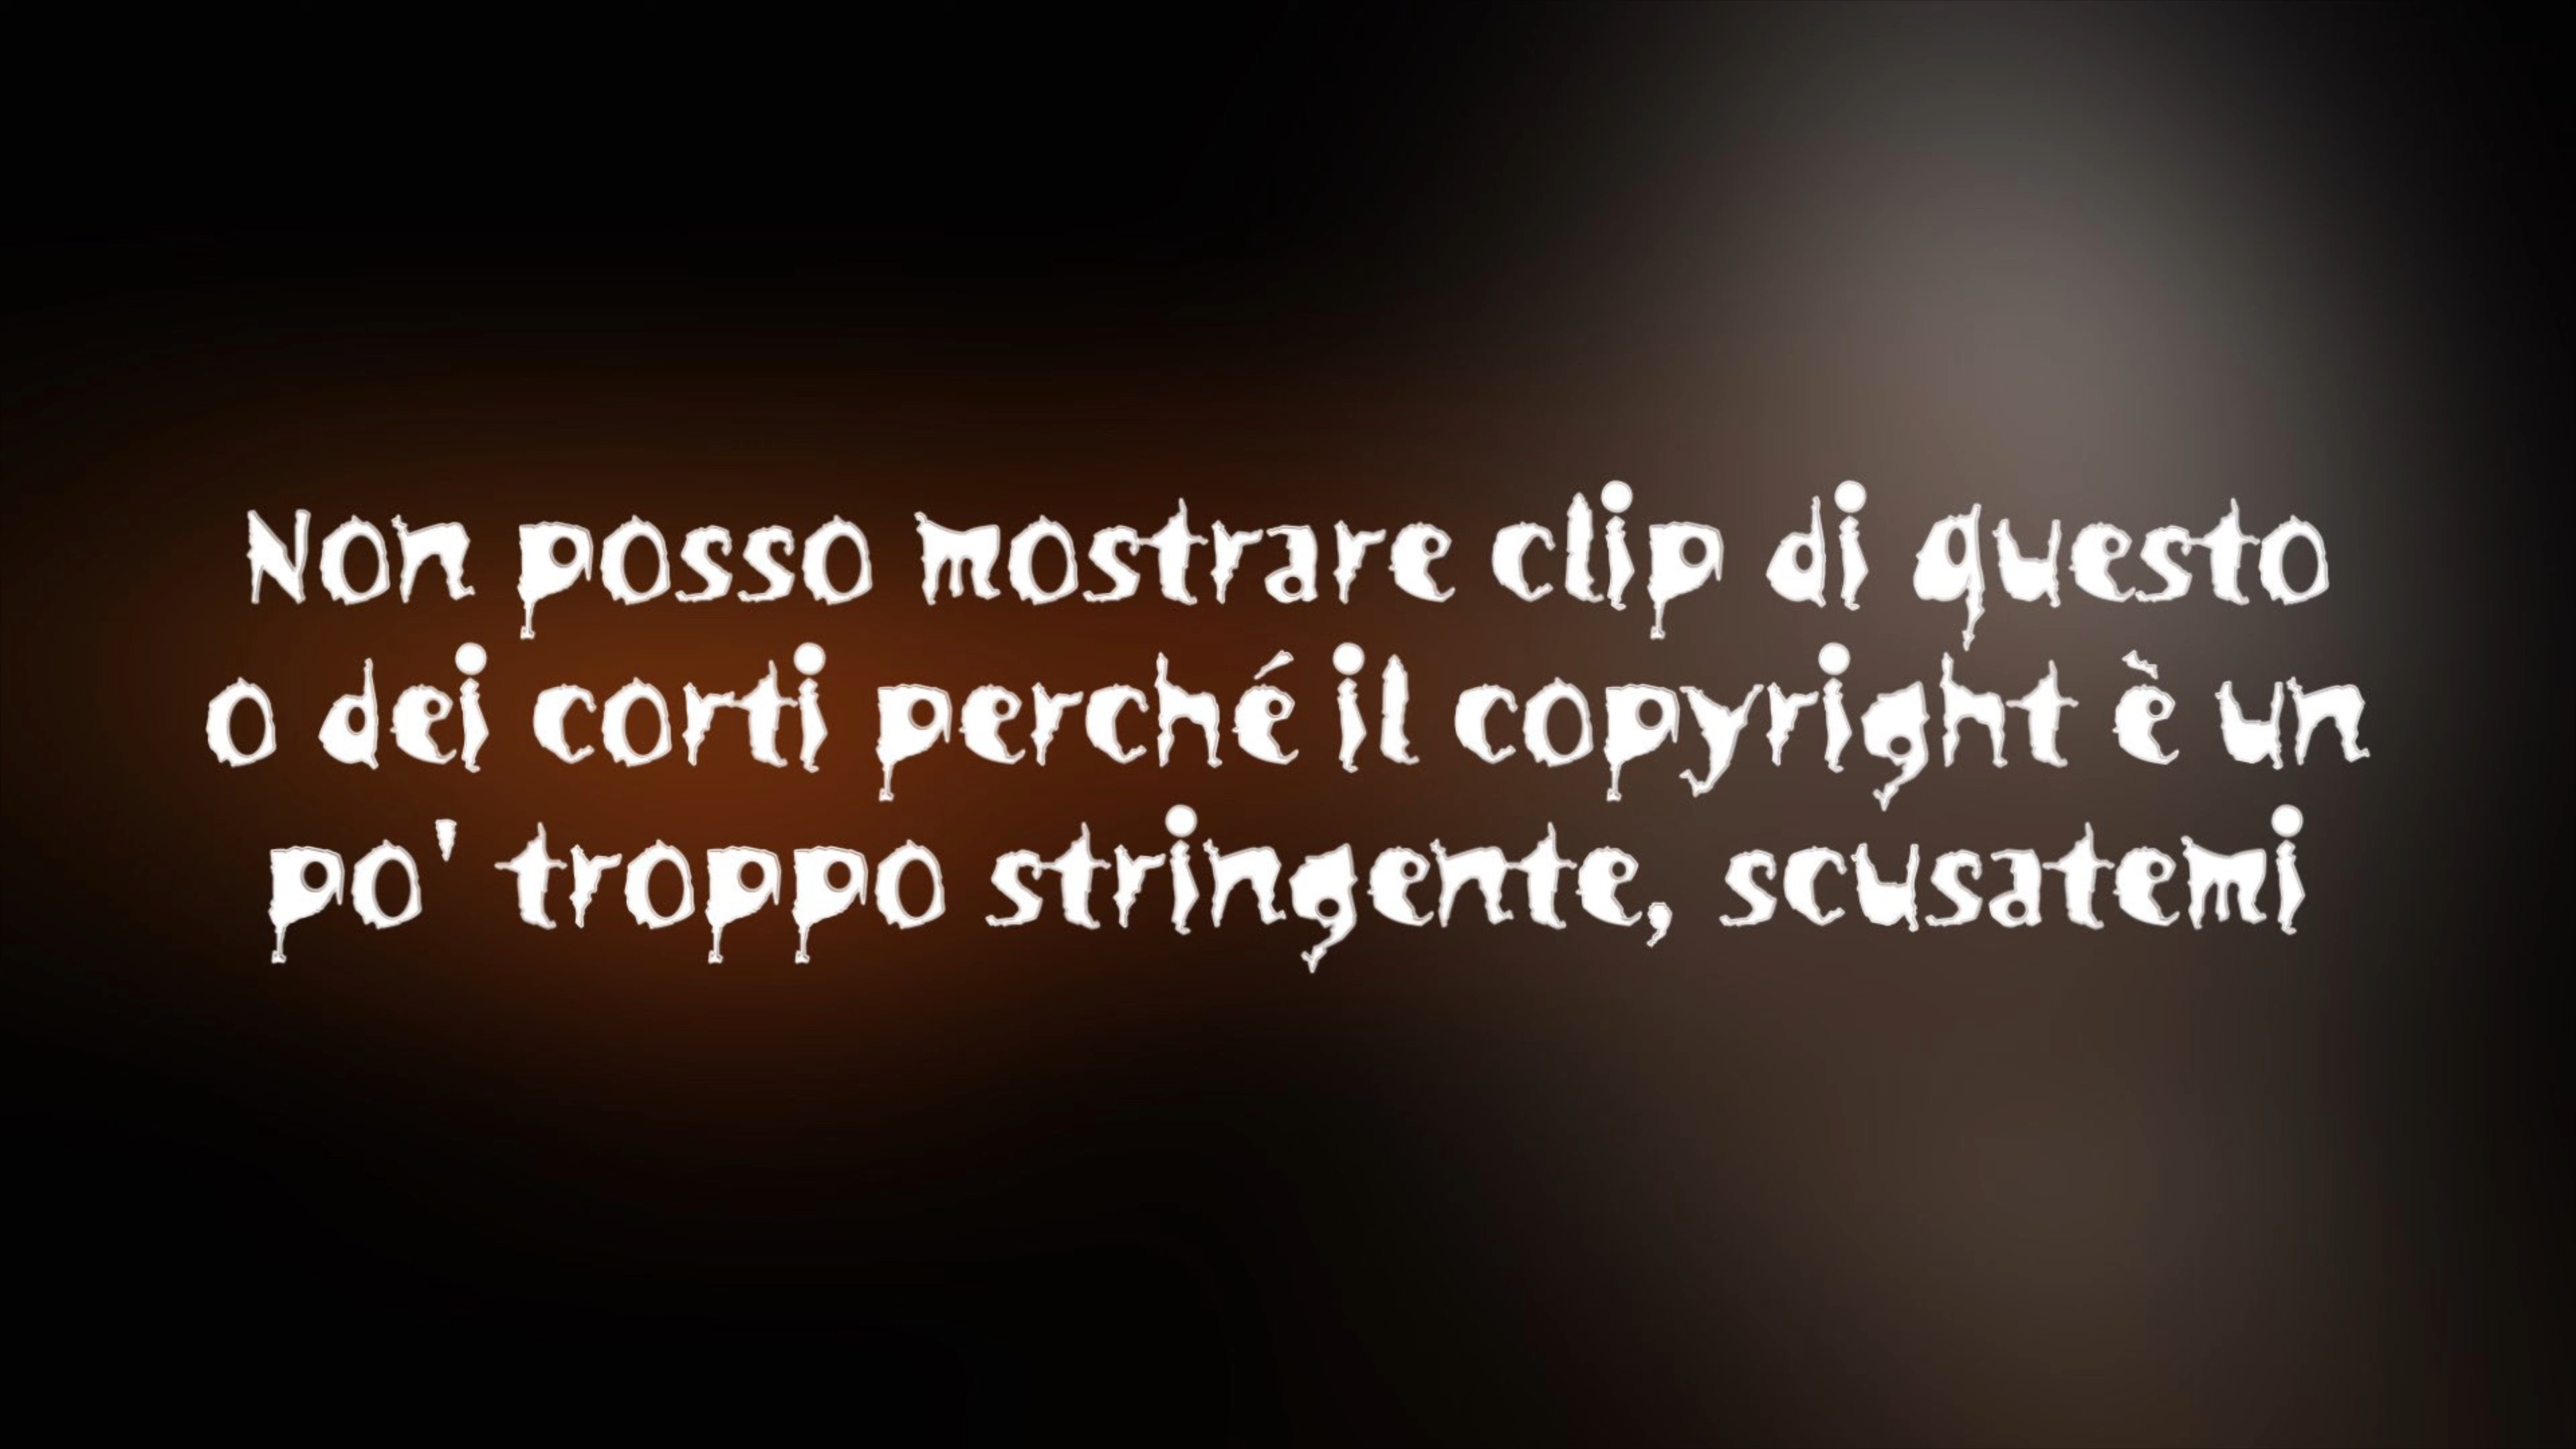 Non posso mostrare clip di questo
o dei corti perché il copyright è un
po' troppo stringente, scusatemi